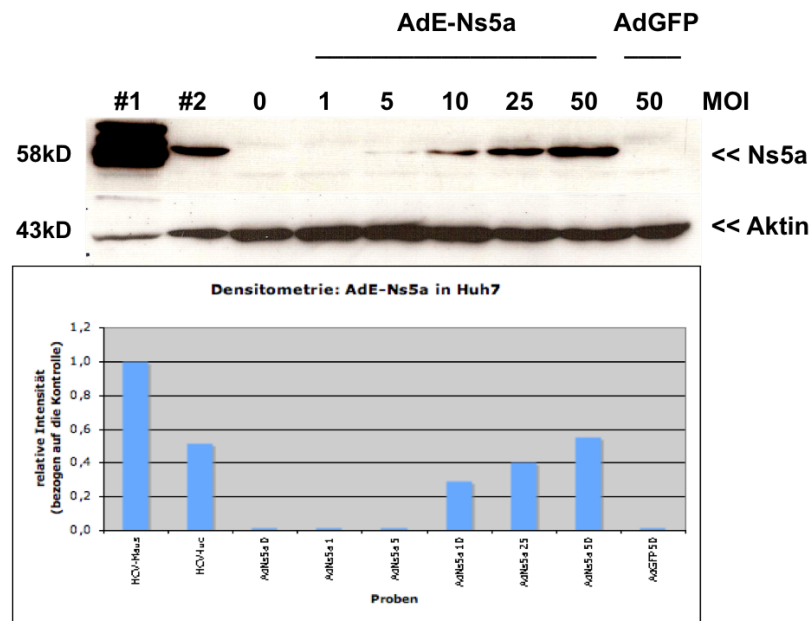 AdE-Ns5a AdGFP
#1 #2 0 1 5 10 25 50 50 MOI
58kD << Ns5a
43kD << Aktin
Densitometrie: AdE-Ns5a in Huh7
relative Intensität
(bezogen auf die Kontrolle)
1,2
1,0
0,8
0,6
0,4
0,2
0,0
HCV-Maus
HCV-luc
AdNs5a 0
AdNs5a 1
AdNs5a 5
AdNs5a 10
AdNs5a 25
AdNs5a 50
AdGFP 50
Proben